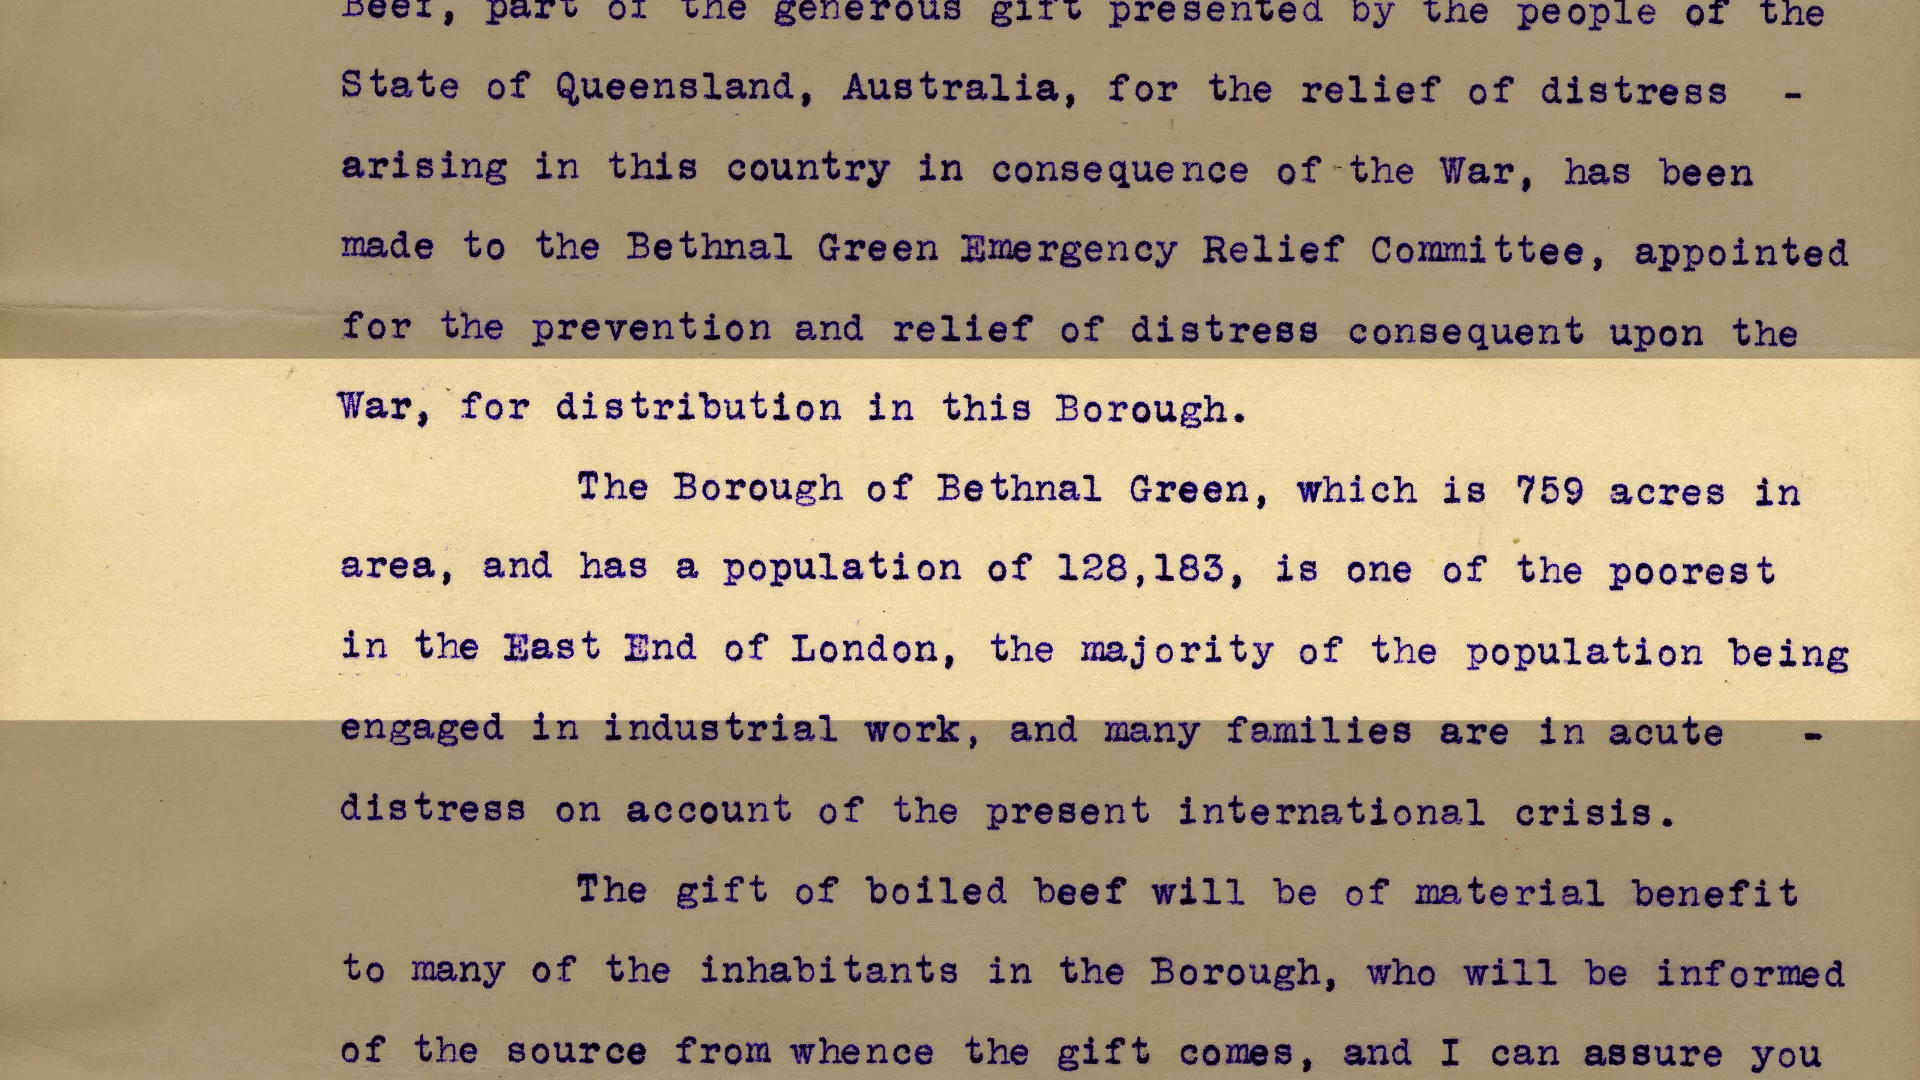 Beef, part of the generous gift presented by the people of the
State of Queensland, Australia, for the relief of distress -
arising in this country in consequence of the War, has been
made to the Bethnal Green Emergency Relief Committee, appointed
for the prevention and relief of distress consequent upon the
War, for distribution in this Borough.
The Borough of Bethnal Green, which is 759 acres in
area, and has a population of 128,183, is one of the poorest
in the East End of London, the majority of the population being
engaged in industrial work, and many families are in acute -
distress on account of the present international crisis.
The gift of boiled beef will be of material benefit
to many of the inhabitants in the Borough, who will be informed
of the source from whence the gift comes, and I can assure you